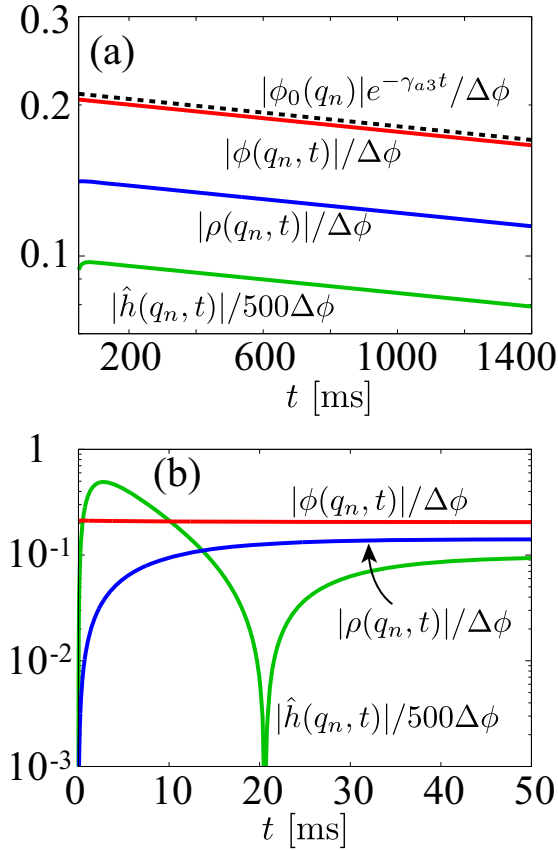 (a)
0.3
0.2
0.1
|ϕ₀(qₙ)|e^{−γ_{a3}t}/Δϕ
|ϕ(qₙ, t)|/Δϕ
|ρ(qₙ, t)|/Δϕ
|ĥ(qₙ, t)|/500Δϕ
200 600 1000 1400
t [ms]
(b)
1
10⁻¹
10⁻²
10⁻³
|ϕ(qₙ, t)|/Δϕ
|ρ(qₙ, t)|/Δϕ
|ĥ(qₙ, t)|/500Δϕ
0 10 20 30 40 50
t [ms]